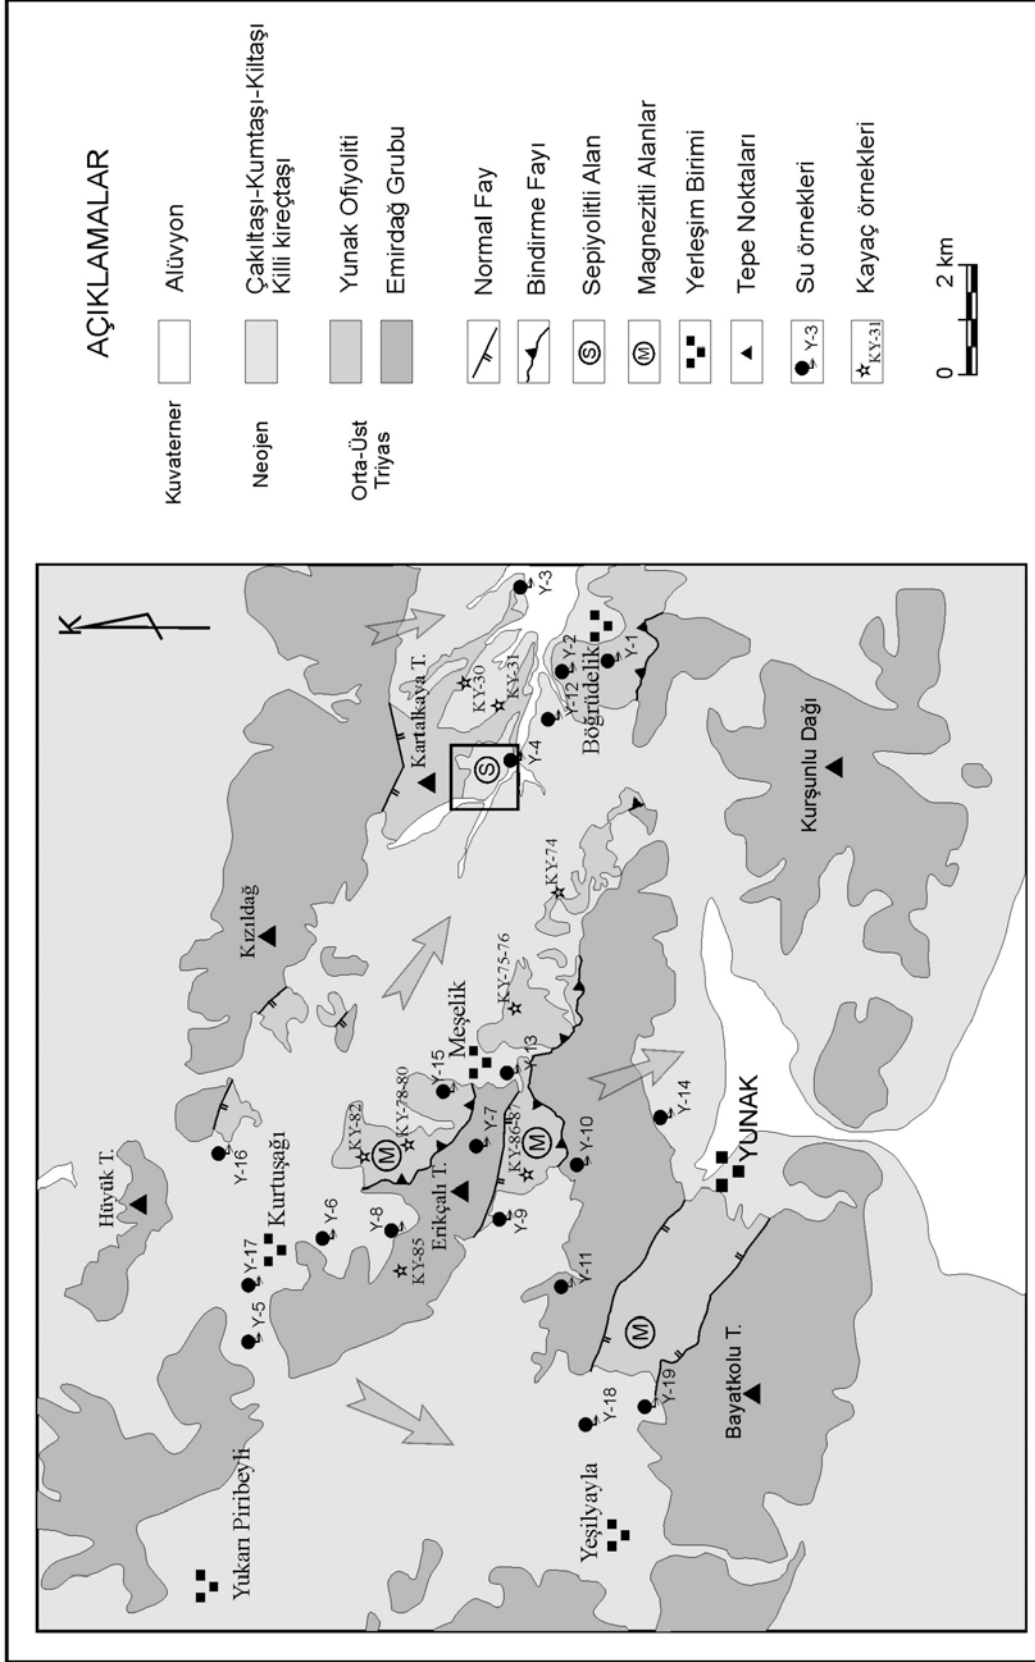 K
Hüyük T.
Kızıldağ
Kartalkaya T.
Yukarı Piribeyli
Kurtuşağı
Meşelik
Erikçalı T.
Böğrüdelik
Yeşilyayla
YUNAK
Bayatkolu T.
Kurşunlu Dağı
Y-5
Y-17
Y-16
Y-6
Y-8
KY-85
KY-82
KY-78-80
Y-15
Y-7
Y-13
KY-86-87
KY-75-76
KY-74
Y-9
Y-10
Y-11
Y-14
Y-18
Y-19
Y-4
Y-12
Y-2
Y-1
Y-3
KY-30
KY-31
S
M
M
M
AÇIKLAMALAR
Kuvaterner
Alüvyon
Neojen
Çakıltaşı-Kumtaşı-Kiltaşı
Killi kireçtaşı
Orta-Üst
Triyas
Yunak Ofiyoliti
Emirdağ Grubu
Normal Fay
Bindirme Fayı
S
Sepiyolitli Alan
M
Magnezitli Alanlar
Yerleşim Birimi
Tepe Noktaları
Y-3
Su örnekleri
KY-31
Kayaç örnekleri
0
2 km